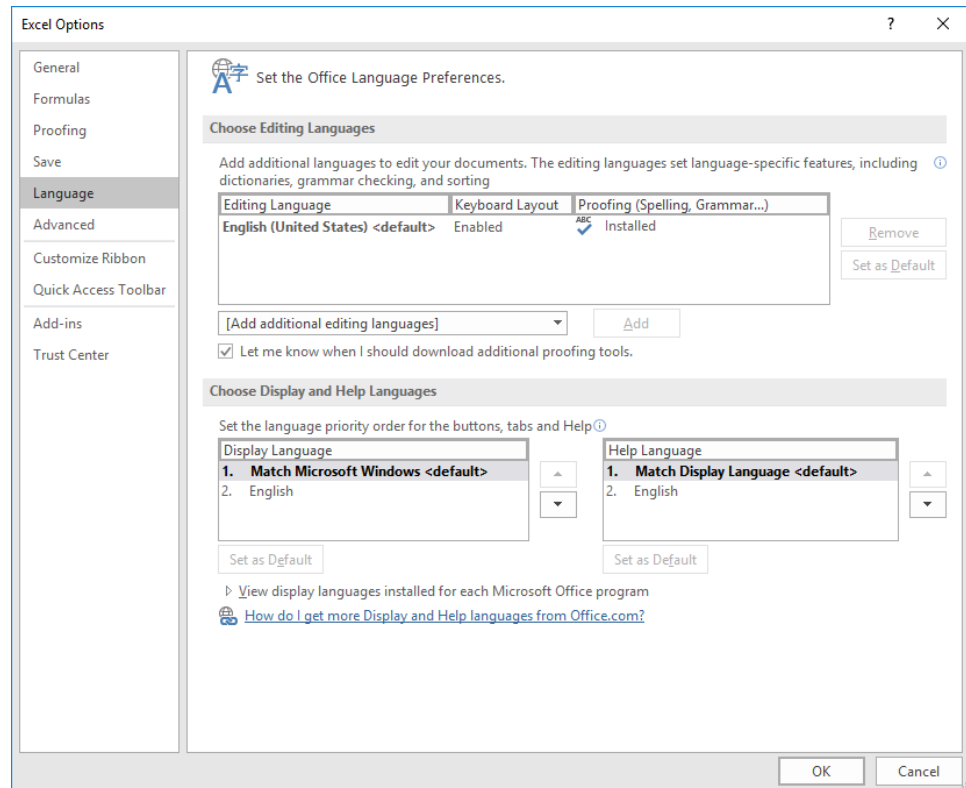 Excel Options
?
General
Formulas
Proofing
Save
Language
Advanced
Customize Ribbon
Quick Access Toolbar
Add-ins
Trust Center
Set the Office Language Preferences.
Choose Editing Languages
Add additional languages to edit your documents. The editing languages set language-specific features, including
dictionaries, grammar checking, and sorting
Editing Language Keyboard Layout Proofing (Spelling, Grammar...)
English (United States) <default> Enabled ABC Installed
Remove
Set as Default
[Add additional editing languages] Add
Let me know when I should download additional proofing tools.
Choose Display and Help Languages
Set the language priority order for the buttons, tabs and Help
Display Language
1. Match Microsoft Windows <default>
2. English
Set as Default
Help Language
1. Match Display Language <default>
2. English
Set as Default
View display languages installed for each Microsoft Office program
How do I get more Display and Help languages from Office.com?
OK Cancel